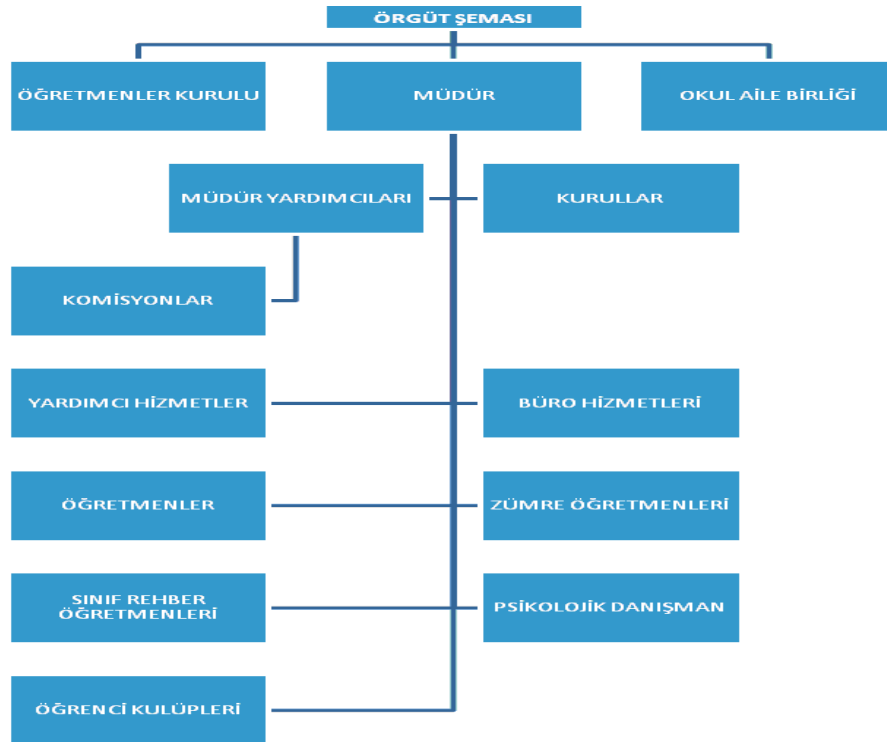 ÖRGÜT ŞEMASI
ÖĞRETMENLER KURULU
MÜDÜR
OKUL AİLE BİRLİĞİ
MÜDÜR YARDIMCILARI
KURULLAR
KOMİSYONLAR
YARDIMCI HİZMETLER
BÜRO HİZMETLERİ
ÖĞRETMENLER
ZÜMRE ÖĞRETMENLERİ
SINIF REHBER
ÖĞRETMENLERİ
PSİKOLOJİK DANIŞMAN
ÖĞRENCİ KULÜPLERİ